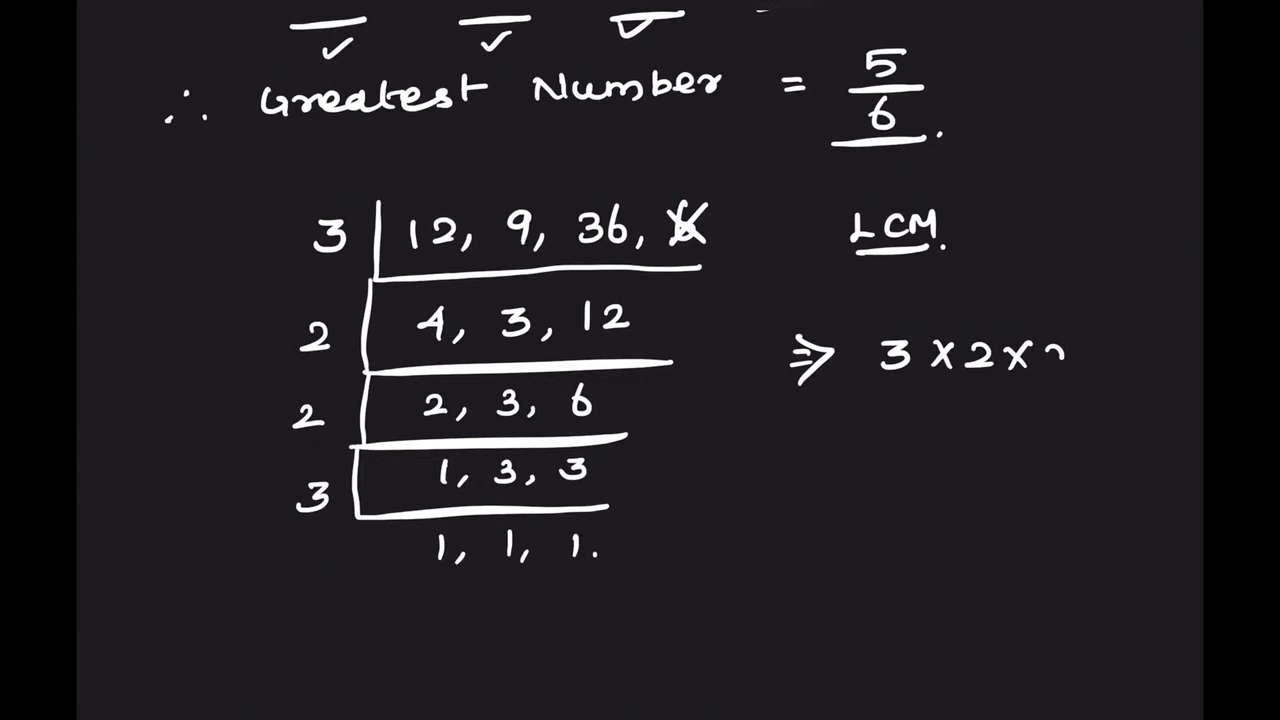 ∴ Greatest Number = 5/6.
3 | 12, 9, 36, 6 LCM.
2 | 4, 3, 12
⇒ 3 × 2 ×
2 | 2, 3, 6
3 | 1, 3, 3
1, 1, 1.